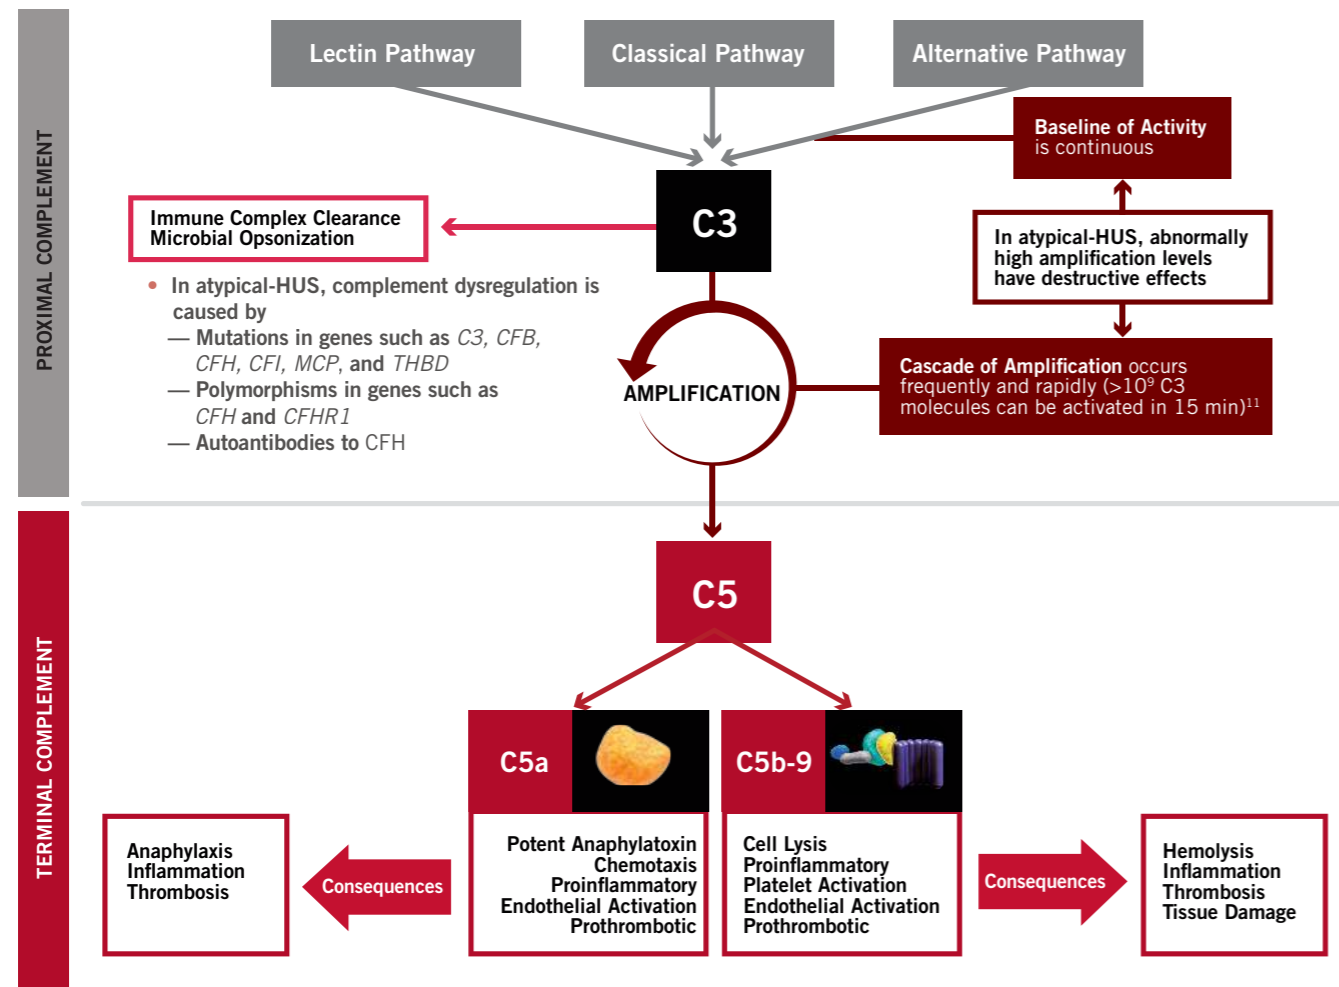 PROXIMAL COMPLEMENT
Lectin Pathway
Classical Pathway
Alternative Pathway
Baseline of Activity
is continuous
C3
Immune Complex Clearance
Microbial Opsonization
In atypical-HUS, abnormally
high amplification levels
have destructive effects
• In atypical-HUS, complement dysregulation is
caused by
— Mutations in genes such as C3, CFB,
CFH, CFI, MCP, and THBD
— Polymorphisms in genes such as
CFH and CFHR1
— Autoantibodies to CFH
AMPLIFICATION
Cascade of Amplification occurs
frequently and rapidly (>10⁹ C3
molecules can be activated in 15 min)¹¹
TERMINAL COMPLEMENT
C5
C5a
C5b-9
Anaphylaxis
Inflammation
Thrombosis
Consequences
Potent Anaphylatoxin
Chemotaxis
Proinflammatory
Endothelial Activation
Prothrombotic
Cell Lysis
Proinflammatory
Platelet Activation
Endothelial Activation
Prothrombotic
Consequences
Hemolysis
Inflammation
Thrombosis
Tissue Damage